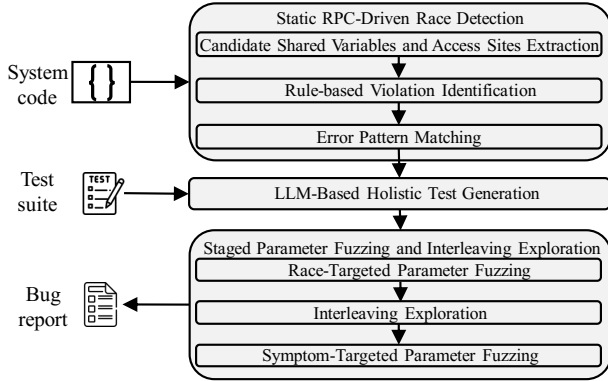 Static RPC-Driven Race Detection
Candidate Shared Variables and Access Sites Extraction
System
code
{ }
Rule-based Violation Identification
Error Pattern Matching
Test
suite
TEST
LLM-Based Holistic Test Generation
Staged Parameter Fuzzing and Interleaving Exploration
Race-Targeted Parameter Fuzzing
Bug
report
Interleaving Exploration
Symptom-Targeted Parameter Fuzzing